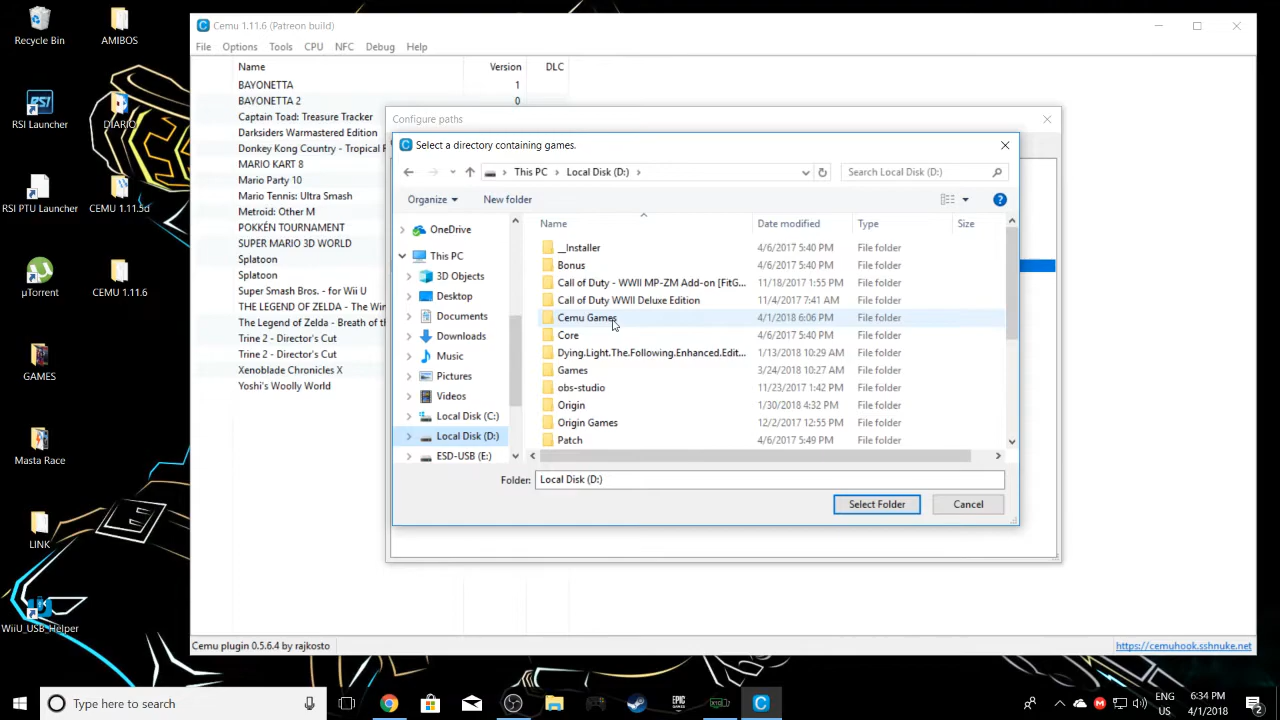 Recycle Bin
AMIBOS
RSI Launcher
DIARIO
RSI PTU Launcher
CEMU 1.11.5d
µTorrent
CEMU 1.11.6
GAMES
Masta Race
LINK
WiiU_USB_Helper
Cemu 1.11.6 (Patreon build)
File Options Tools CPU NFC Debug Help
Name Version DLC
BAYONETTA 1
BAYONETTA 2 0
Captain Toad: Treasure Tracker
Darksiders Warmastered Edition
Donkey Kong Country - Tropical F
MARIO KART 8
Mario Party 10
Mario Tennis: Ultra Smash
Metroid: Other M
POKKÉN TOURNAMENT
SUPER MARIO 3D WORLD
Splatoon
Splatoon
Super Smash Bros. - for Wii U
THE LEGEND OF ZELDA - The Win
The Legend of Zelda - Breath of th
Trine 2 - Director's Cut
Trine 2 - Director's Cut
Xenoblade Chronicles X
Yoshi's Woolly World
Configure paths
Select a directory containing games.
This PC Local Disk (D:)
Search Local Disk (D:)
Organize New folder
OneDrive
This PC
3D Objects
Desktop
Documents
Downloads
Music
Pictures
Videos
Local Disk (C:)
Local Disk (D:)
ESD-USB (E:)
Name Date modified Type Size
__Installer 4/6/2017 5:40 PM File folder
Bonus 4/6/2017 5:40 PM File folder
Call of Duty - WWII MP-ZM Add-on [FitG... 11/18/2017 1:55 PM File folder
Call of Duty WWII Deluxe Edition 11/4/2017 7:41 AM File folder
Cemu Games 4/1/2018 6:06 PM File folder
Core 4/6/2017 5:40 PM File folder
Dying.Light.The.Following.Enhanced.Edit... 1/13/2018 10:29 AM File folder
Games 3/24/2018 10:27 AM File folder
obs-studio 11/23/2017 1:42 PM File folder
Origin 1/30/2018 4:32 PM File folder
Origin Games 12/2/2017 12:55 PM File folder
Patch 4/6/2017 5:49 PM File folder
Folder: Local Disk (D:)
Select Folder Cancel
Cemu plugin 0.5.6.4 by rajkosto
https://cemuhook.sshnuke.net
Type here to search
ENG
US
6:34 PM
4/1/2018
2